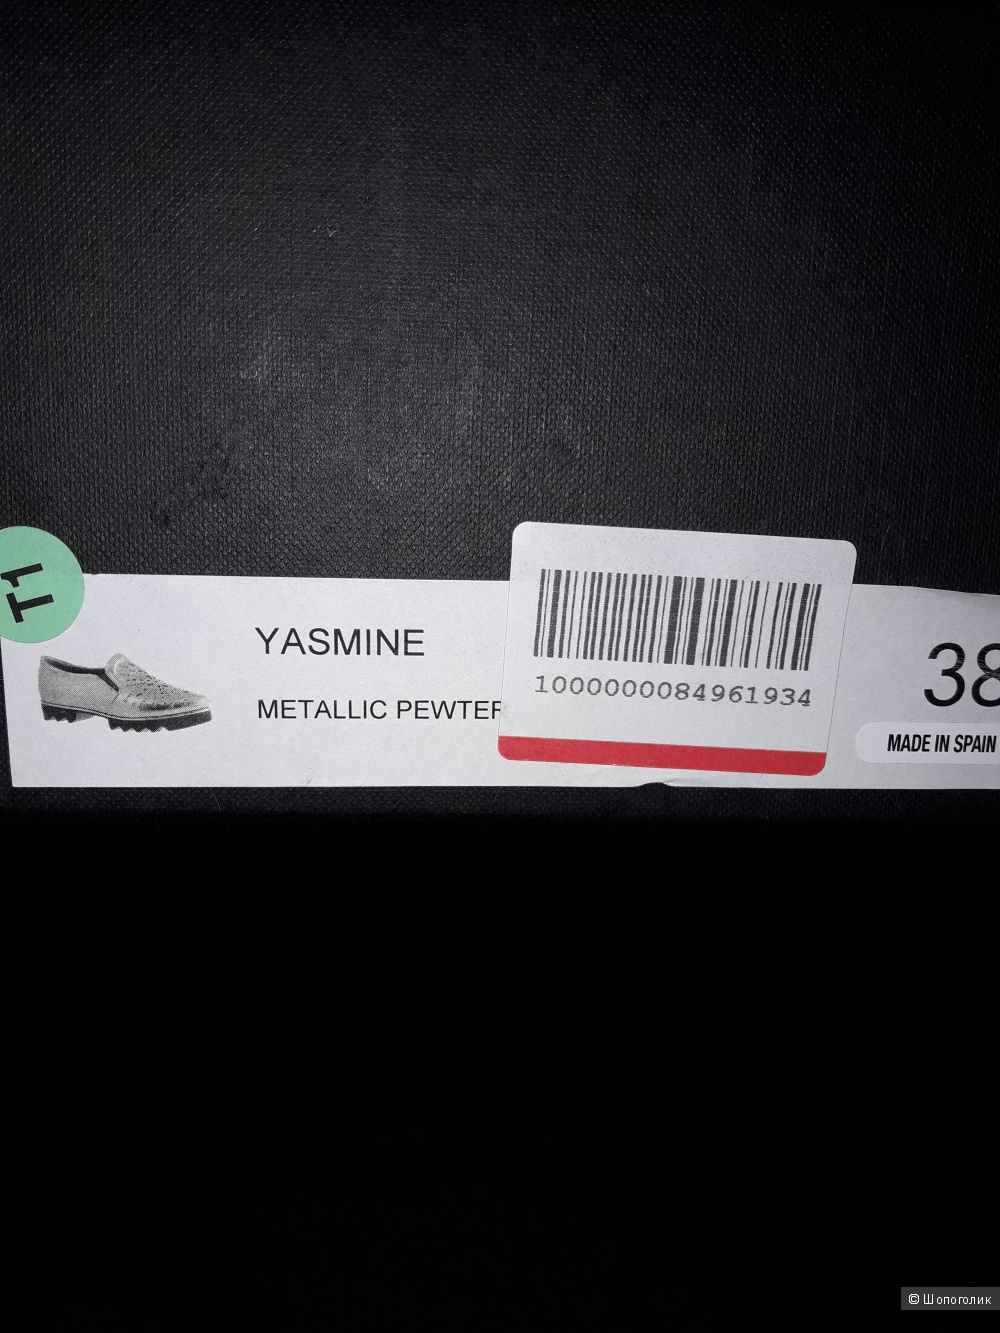 T1
YASMINE
METALLIC PEWTER
1000000084961934
38
MADE IN SPAIN
© Шопоголик